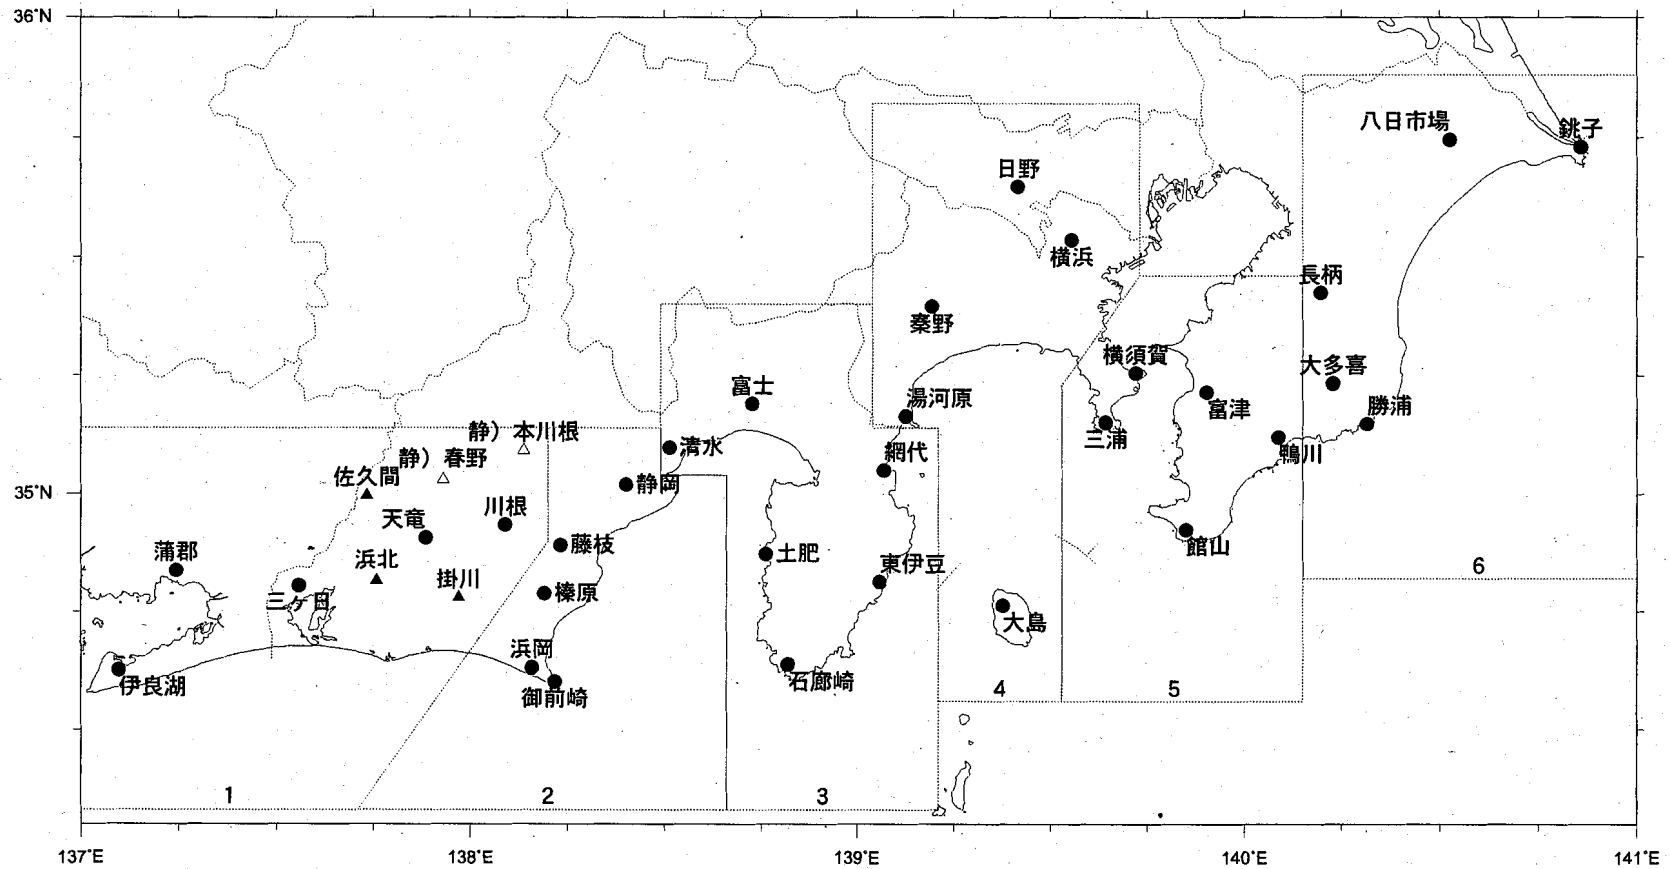 36°N
八日市場
銚子
日野
横浜
長柄
秦野
横須賀
大多喜
富士
湯河原
勝浦
富津
静）本川根
三浦
鴨川
清水
静）春野
網代
佐久間
静岡
35°N
川根
天竜
藤枝
館山
蒲郡
浜北
土肥
東伊豆
6
掛川
三ケ日
榛原
大島
浜岡
伊良湖
石廊崎
御前崎
4
5
1
2
3
137°E
138°E
139°E
140°E
141°E